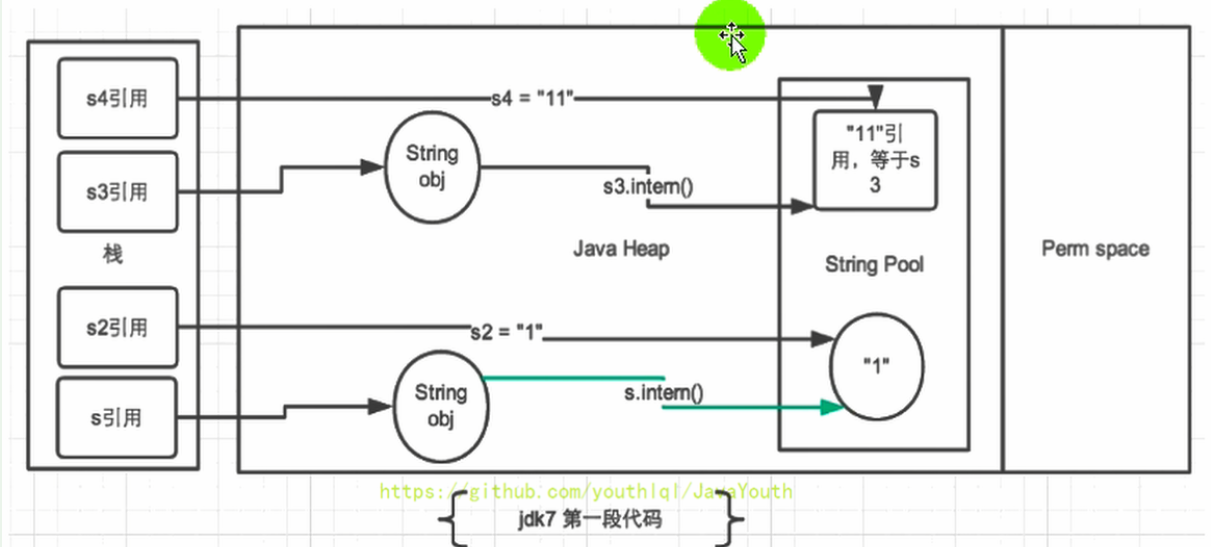 s4引用
s4 = "11"
"11"引
用，等于s
3
String
obj
s3引用
s3.intern()
栈
Java Heap
String Pool
Perm space
s2引用
s2 = "1"
"1"
String
obj
s.intern()
s引用
https://github.com/youthlql/JavaYouth
jdk7 第一段代码